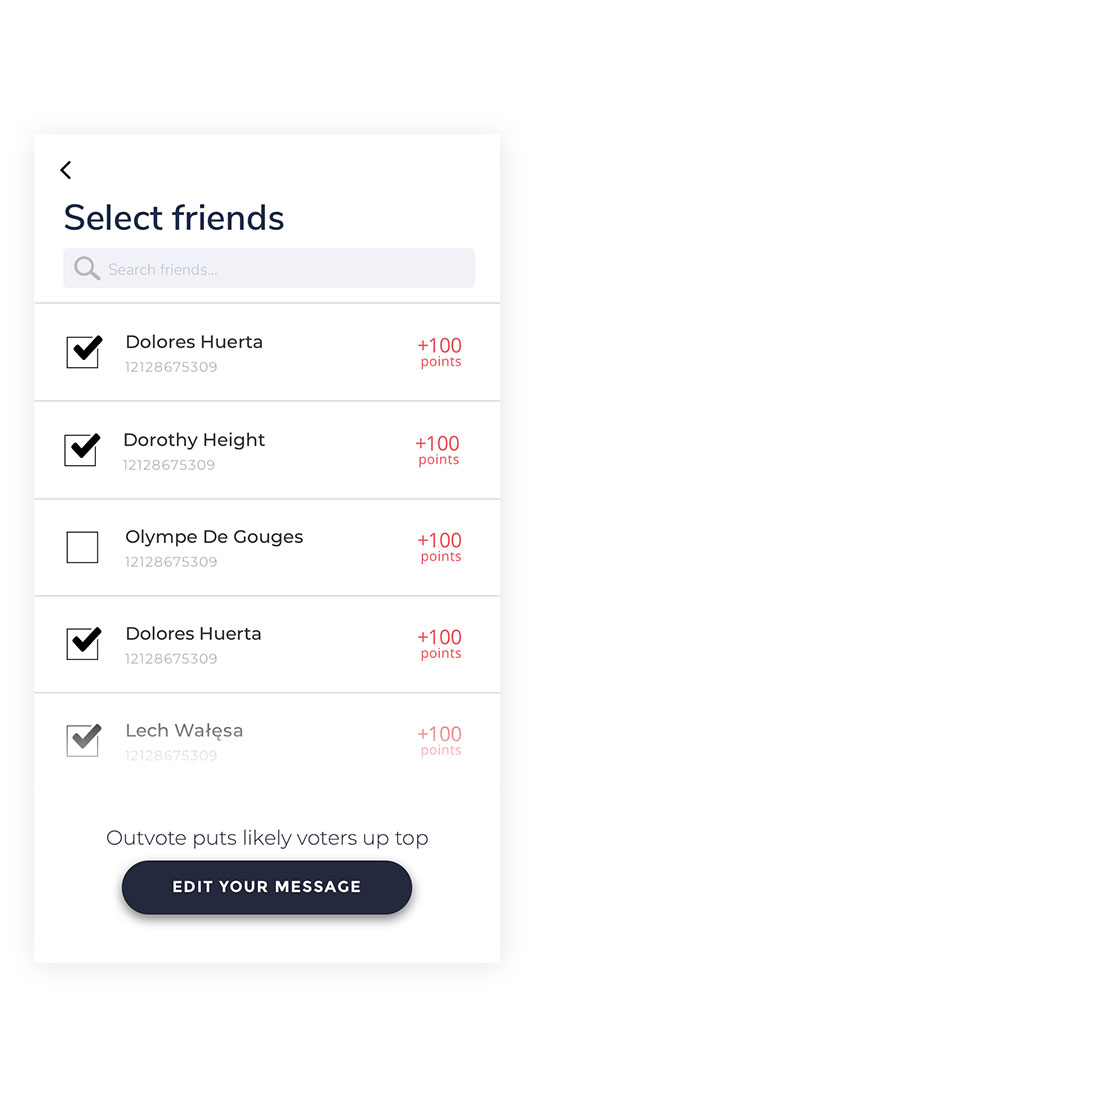 Select friends
Search friends...
Dolores Huerta
12128675309
+100
points
Dorothy Height
12128675309
+100
points
Olympe De Gouges
12128675309
+100
points
Dolores Huerta
12128675309
+100
points
Lech Wałęsa
12128675309
+100
points
Outvote puts likely voters up top
EDIT YOUR MESSAGE